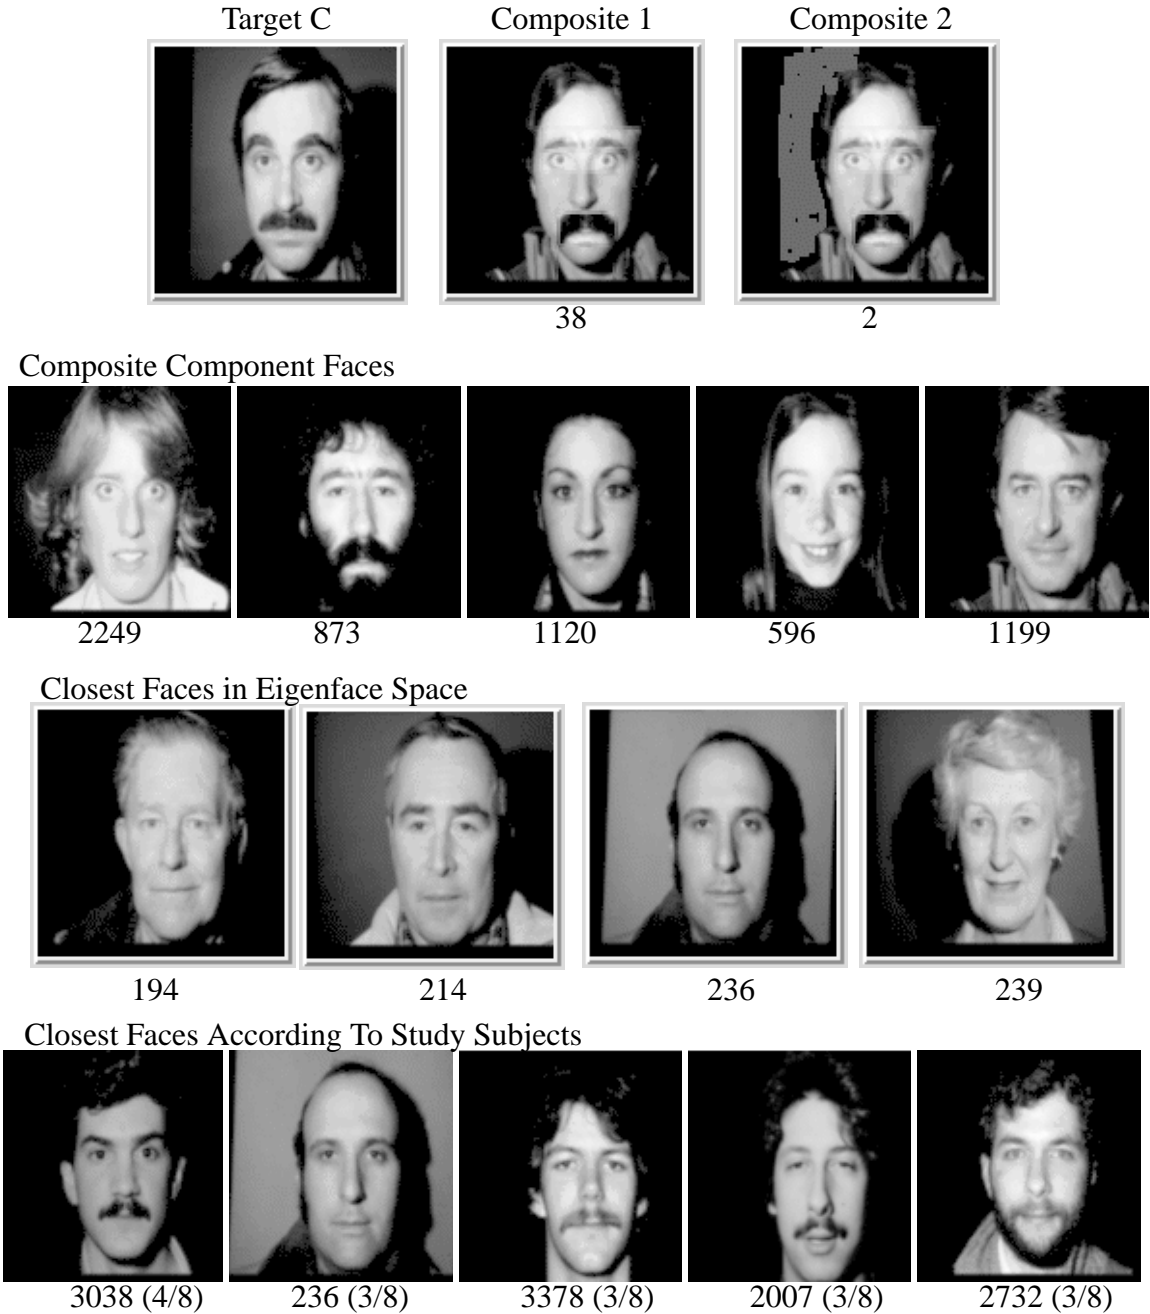 Target C Composite 1 Composite 2
38 2
Composite Component Faces
2249 873 1120 596 1199
Closest Faces in Eigenface Space
194 214 236 239
Closest Faces According To Study Subjects
3038 (4/8) 236 (3/8) 3378 (3/8) 2007 (3/8) 2732 (3/8)